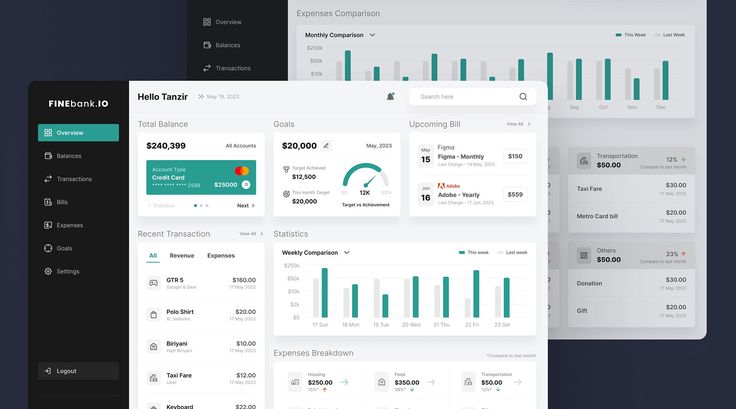 Overview
Balances
Transactions
Expenses Comparison
Monthly Comparison
This Week
Last Week
$250k
$50k
$10k
Sep
Oct
Nov
Dec
Transportation
$50.00
12%
Compare to last month
Taxi Fare
$30.00
17 May 2023
Metro Card bill
$20.00
17 May 2023
Others
$50.00
23%
Compare to last month
Donation
$30.00
17 May 2023
Gift
$20.00
17 May 2023
FINEbank.IO
Overview
Balances
Transactions
Bills
Expenses
Goals
Settings
Logout
Hello Tanzir
May 19, 2023
Search here
Total Balance
$240,399
All Accounts
Account Type
Credit Card
**** **** **** 2598
$25000
Previous
Next
Goals
$20,000
May, 2023
Target Achieved
$12,500
This month Target
$20,000
12K
Target vs Achievement
Upcoming Bill
View All
May
15
Figma
Figma - Monthly
Last Charge - 14 May, 2022
$150
Jun
16
Adobe
Adobe - Yearly
Last Charge - 17 Jun, 2023
$559
Recent Transaction
View All
All
Revenue
Expenses
GTR 5
Gadget & Gear
$160.00
17 May 2023
Polo Shirt
XL fashions
$20.00
17 May 2023
Biriyani
Hajir Biriyani
$10.00
17 May 2023
Taxi Fare
Uber
$12.00
17 May 2023
Keyboard
$22.00
Statistics
Weekly Comparison
This week
Last week
$250k
$50k
$10k
$2k
$0
17 Sun
18 Mon
19 Tue
20 Wed
21 Thu
22 Fri
23 Sat
Expenses Breakdown
*Compare to last month
Housing
$250.00
15%*
Food
$350.00
08%*
Transportation
$50.00
12%*